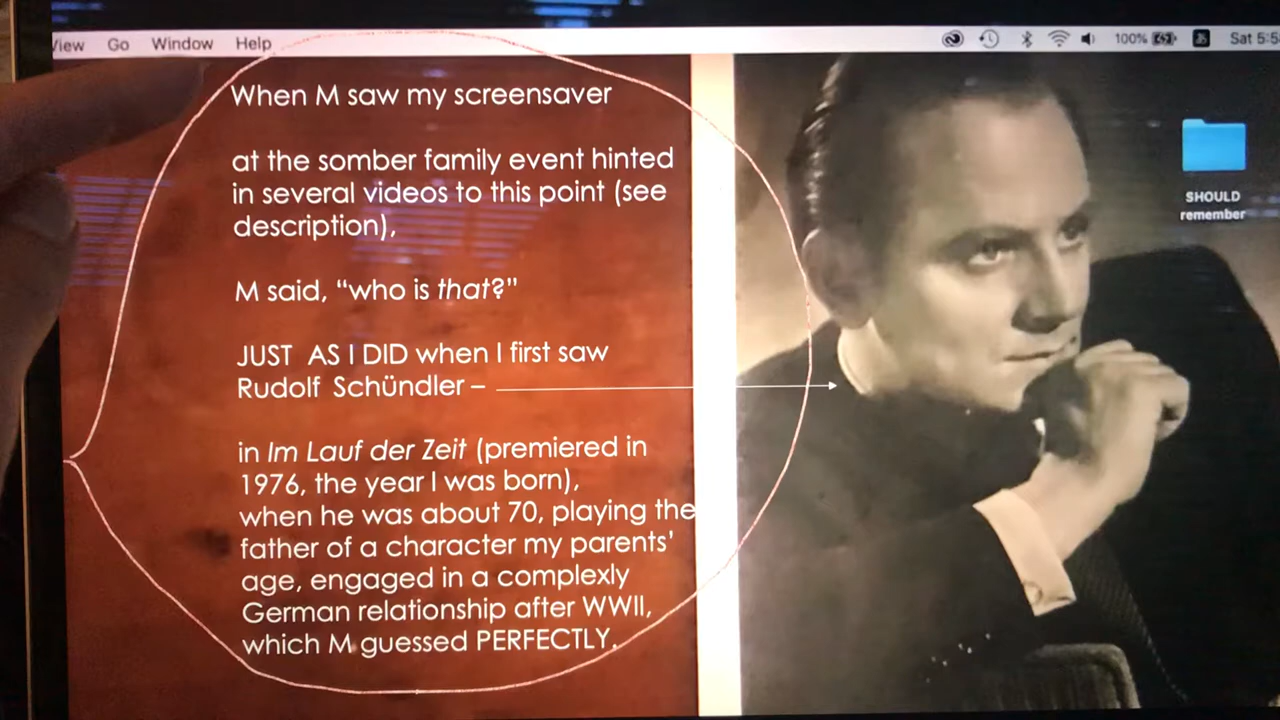 View Go Window Help 100% Sat 5:5
When M saw my screensaver
at the somber family event hinted
in several videos to this point (see
description),
M said, “who is that?”
JUST AS I DID when I first saw
Rudolf Schündler –
in Im Lauf der Zeit (premiered in
1976, the year I was born),
when he was about 70, playing the
father of a character my parents'
age, engaged in a complexly
German relationship after WWII,
which M guessed PERFECTLY.
SHOULD
remember